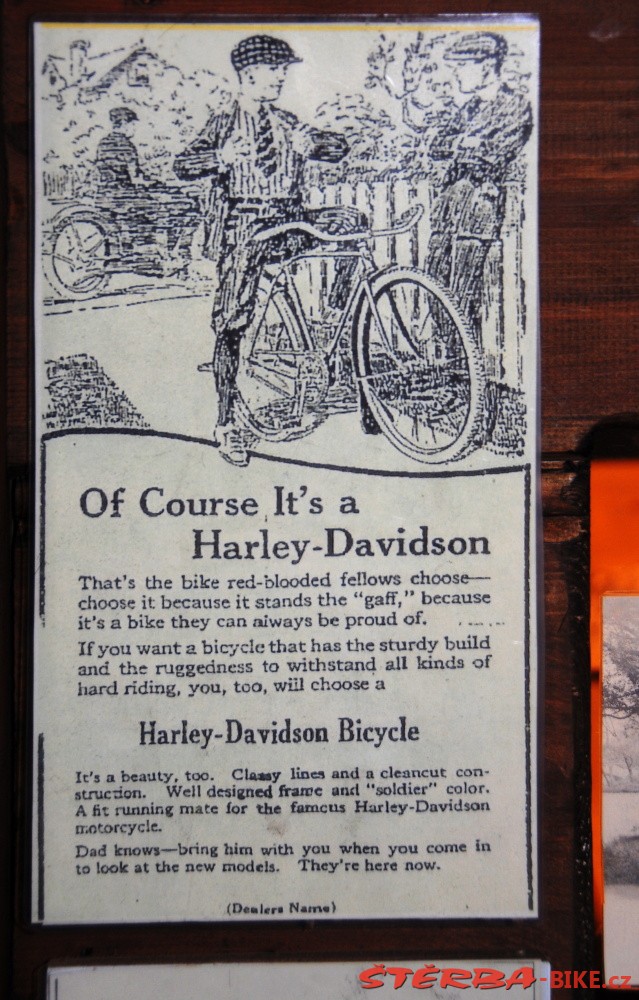 Of Course It's a
Harley-Davidson
That's the bike red-blooded fellows choose—
choose it because it stands the "gaff," because
it's a bike they can always be proud of.
If you want a bicycle that has the sturdy build
and the ruggedness to withstand all kinds of
hard riding, you, too, will choose a
Harley-Davidson Bicycle
It's a beauty, too. Classy lines and a cleancut con-
struction. Well designed frame and "soldier" color.
A fit running mate for the famous Harley-Davidson
motorcycle.
Dad knows—bring him with you when you come in
to look at the new models. They're here now.
(Dealers Name)
ŠTĚRBA-BIKE.cz